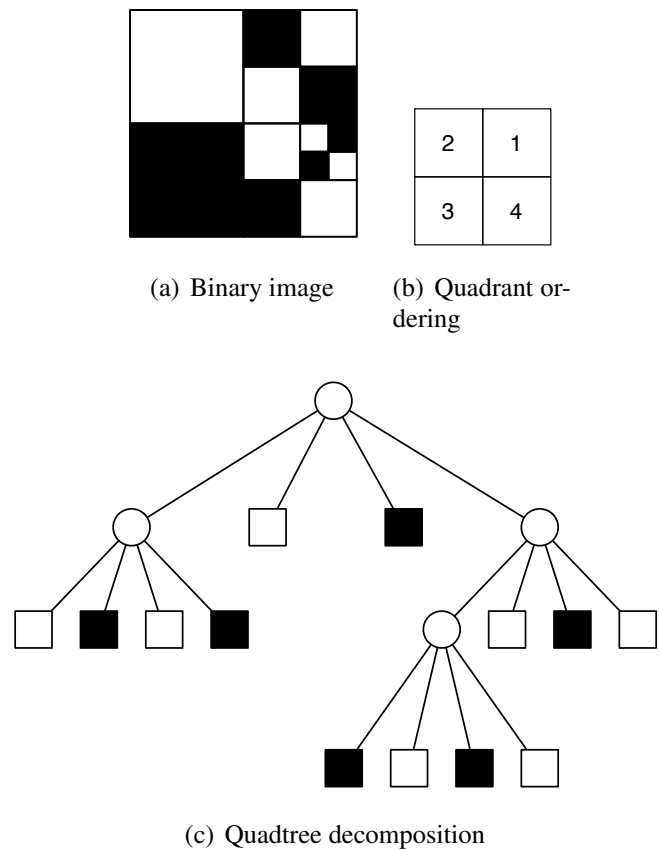 2 1
3 4
(a) Binary image
(b) Quadrant or-
dering
(c) Quadtree decomposition